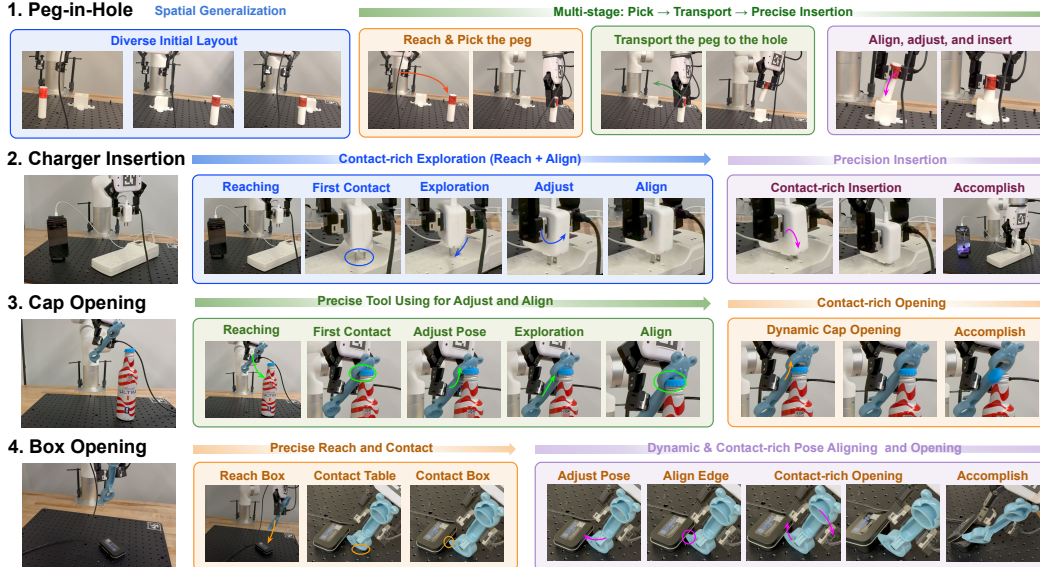 1. Peg-in-Hole
Spatial Generalization
Multi-stage: Pick → Transport → Precise Insertion
Diverse Initial Layout
Reach & Pick the peg
Transport the peg to the hole
Align, adjust, and insert
2. Charger Insertion
Contact-rich Exploration (Reach + Align)
Precision Insertion
Reaching
First Contact
Exploration
Adjust
Align
Contact-rich Insertion
Accomplish
3. Cap Opening
Precise Tool Using for Adjust and Align
Contact-rich Opening
Reaching
First Contact
Adjust Pose
Exploration
Align
Dynamic Cap Opening
Accomplish
4. Box Opening
Precise Reach and Contact
Dynamic & Contact-rich Pose Aligning and Opening
Reach Box
Contact Table
Contact Box
Adjust Pose
Align Edge
Contact-rich Opening
Accomplish